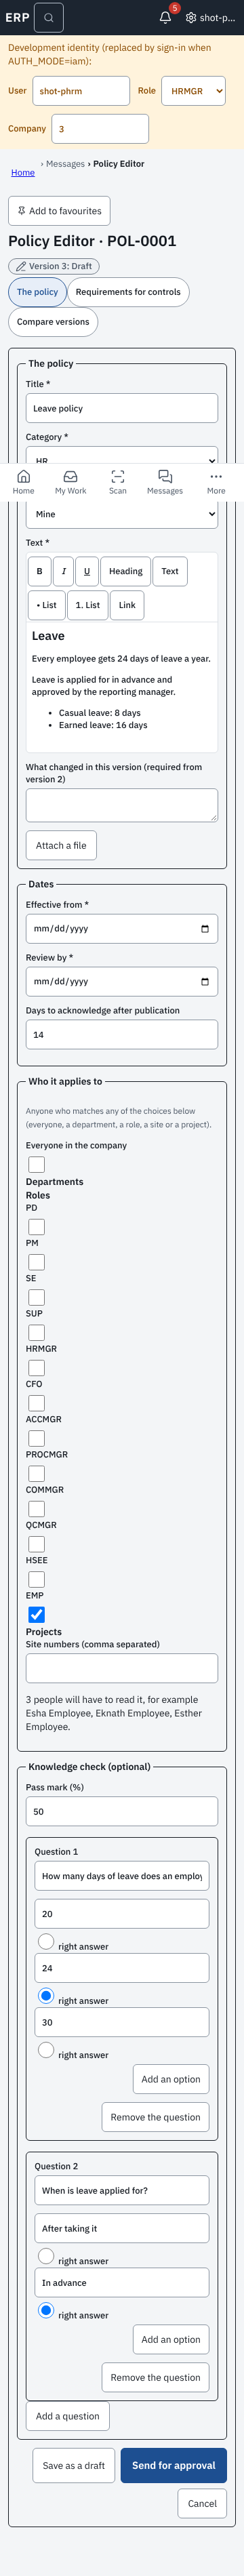 ERP
5
shot-p...
Development identity (replaced by sign-in when
AUTH_MODE=iam):
User
shot-phrm
Role
HRMGR
Company
3
› Messages › Policy Editor
Home
Add to favourites
Policy Editor · POL-0001
Version 3: Draft
The policy
Requirements for controls
Compare versions
The policy
Title *
Leave policy
Category *
HR
Home
My Work
Scan
Messages
More
Mine
Text *
B
I
U
Heading
Text
• List
1. List
Link
Leave
Every employee gets 24 days of leave a year.
Leave is applied for in advance and
approved by the reporting manager.
• Casual leave: 8 days
• Earned leave: 16 days
What changed in this version (required from
version 2)
Attach a file
Dates
Effective from *
mm/dd/yyyy
Review by *
mm/dd/yyyy
Days to acknowledge after publication
14
Who it applies to
Anyone who matches any of the choices below
(everyone, a department, a role, a site or a project).
Everyone in the company
Departments
Roles
PD
PM
SE
SUP
HRMGR
CFO
ACCMGR
PROCMGR
COMMGR
QCMGR
HSEE
EMP
Projects
Site numbers (comma separated)
3 people will have to read it, for example
Esha Employee, Eknath Employee, Esther
Employee.
Knowledge check (optional)
Pass mark (%)
50
Question 1
How many days of leave does an employ
20
right answer
24
right answer
30
right answer
Add an option
Remove the question
Question 2
When is leave applied for?
After taking it
right answer
In advance
right answer
Add an option
Remove the question
Add a question
Save as a draft
Send for approval
Cancel